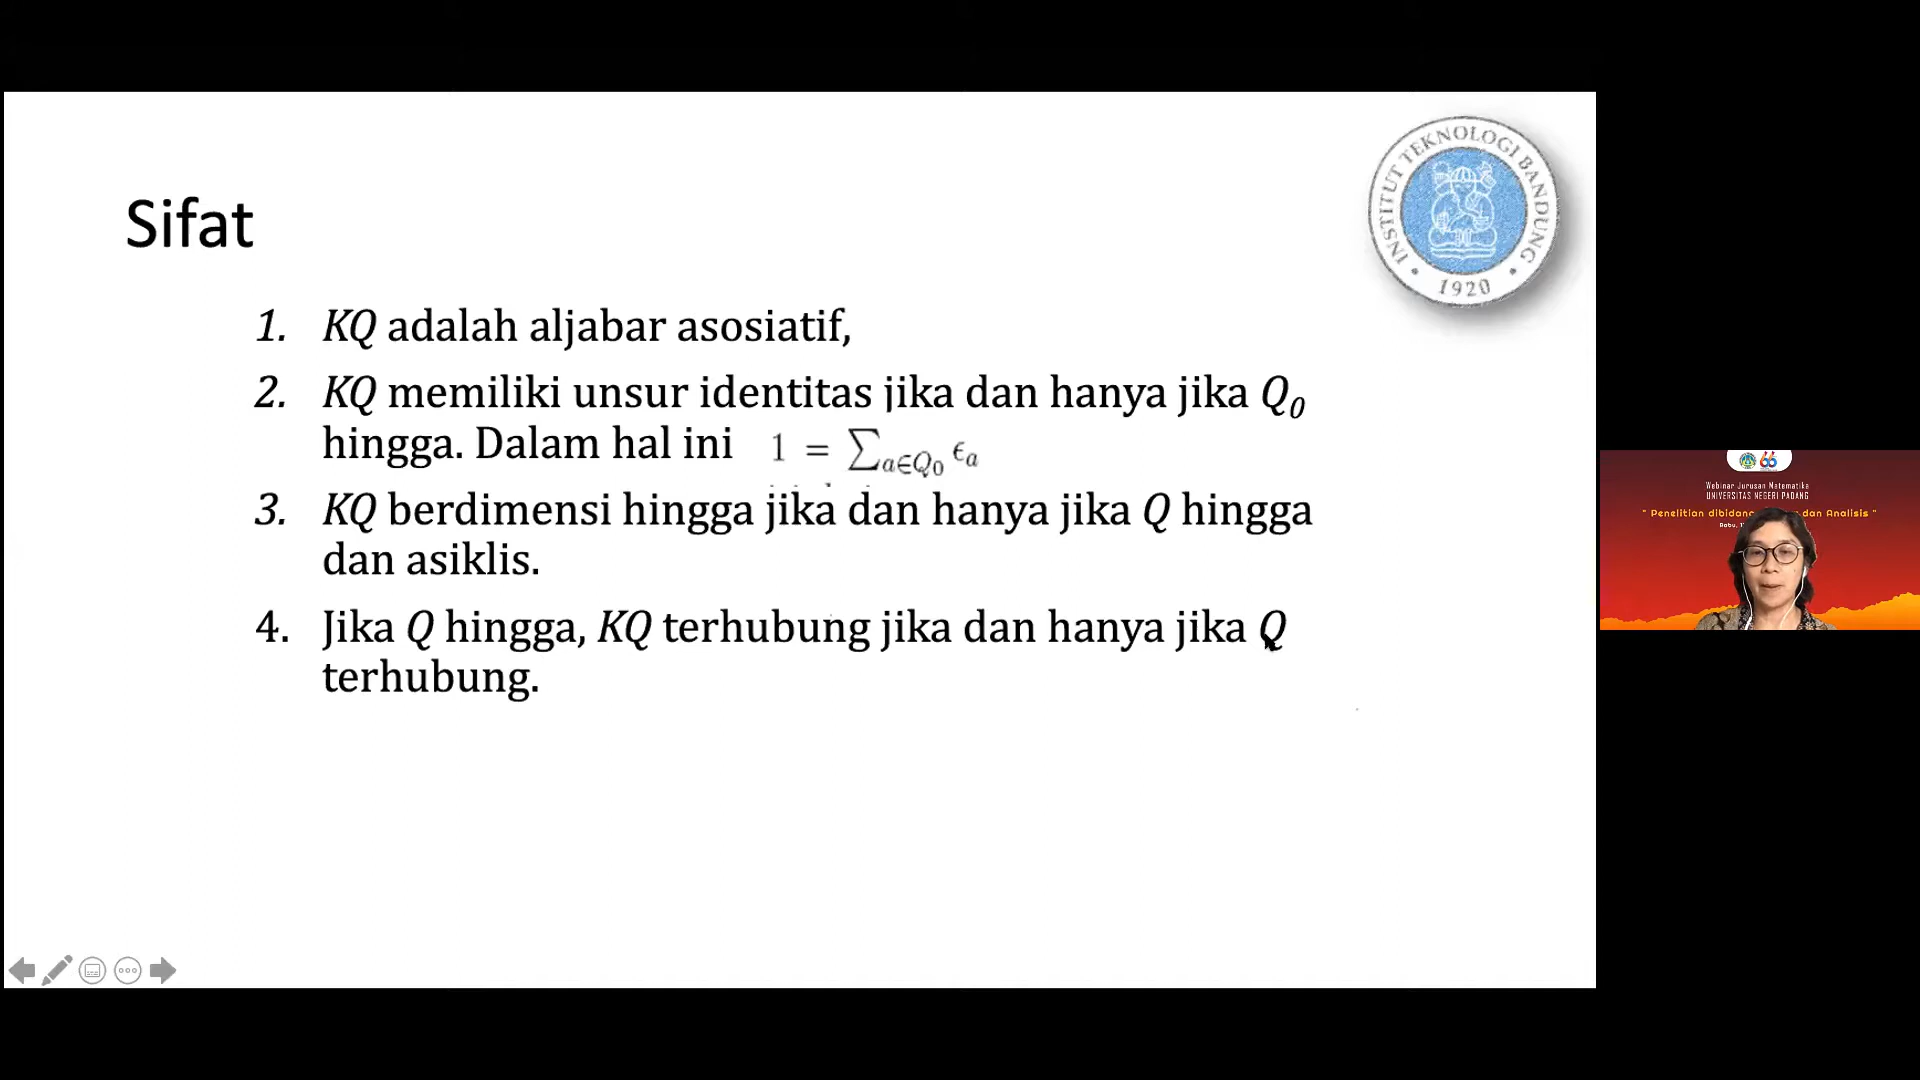 INSTITUT TEKNOLOGI BANDUNG
1920
Sifat
1. KQ adalah aljabar asosiatif,
2. KQ memiliki unsur identitas jika dan hanya jika Q₀
hingga. Dalam hal ini 1 = ∑ₐ∈Q₀ ϵₐ
3. KQ berdimensi hingga jika dan hanya jika Q hingga
dan asiklis.
4. Jika Q hingga, KQ terhubung jika dan hanya jika Q
terhubung.
66
Webinar Jurusan Matematika
UNIVERSITAS NEGERI PADANG
" Penelitian dibidang dan Analisis "
Rabu,